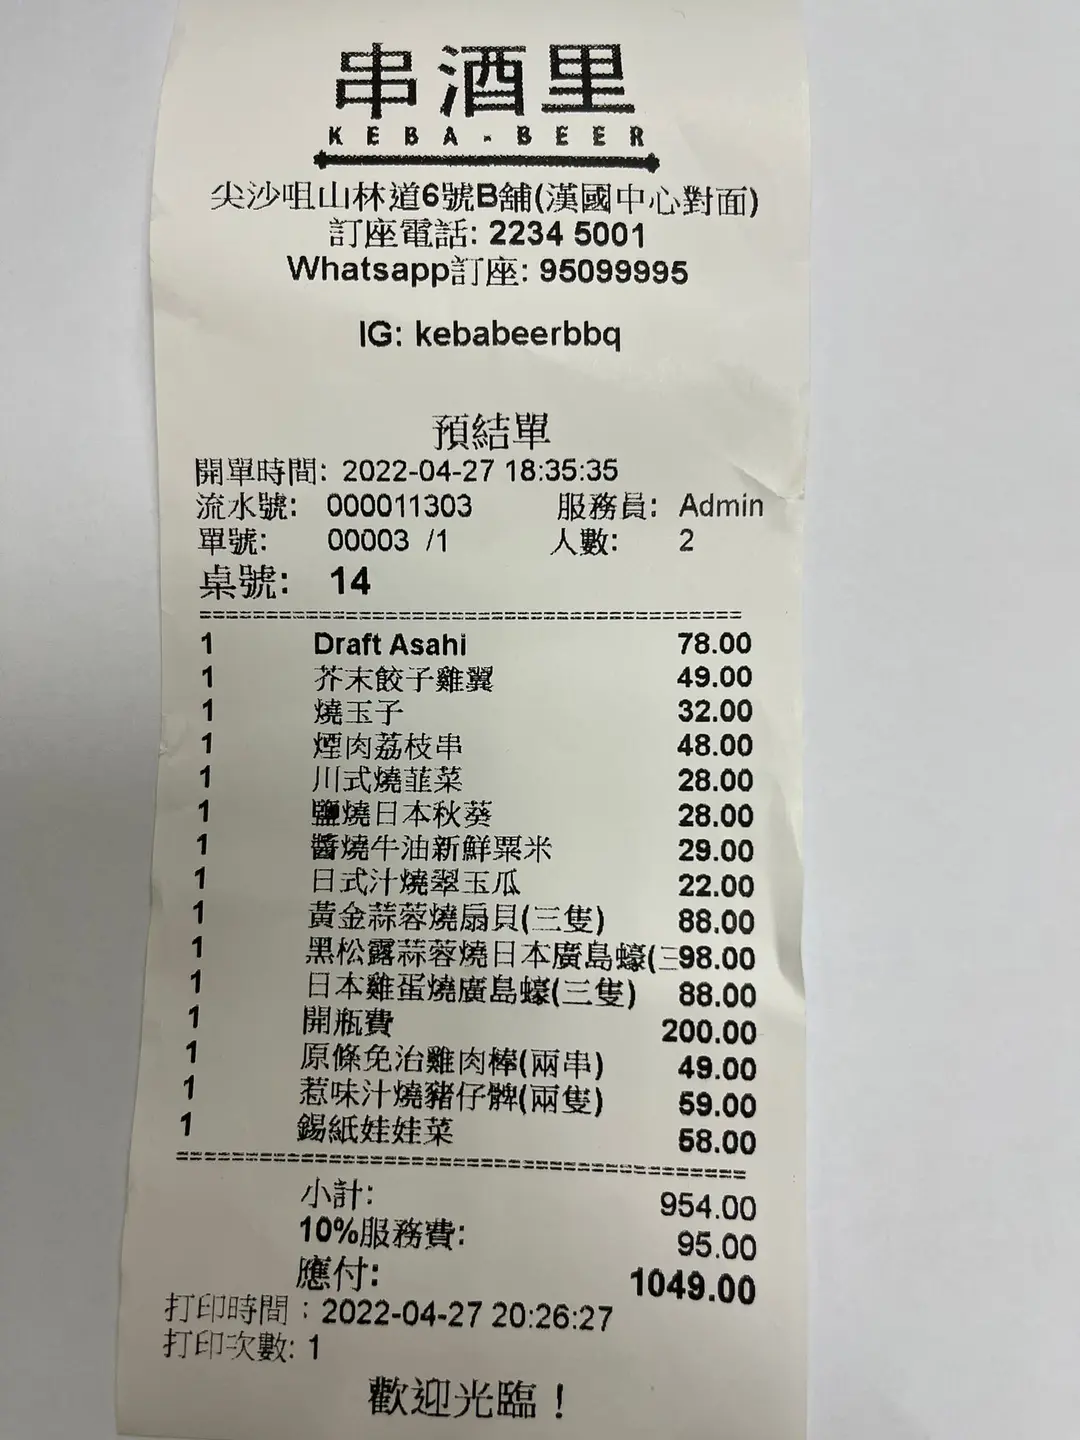 串酒里
KEBA-BEER
尖沙咀山林道6號B舖(漢國中心對面)
訂座電話: 2234 5001
Whatsapp訂座: 95099995
IG: kebabeerbbq
預結單
開單時間: 2022-04-27 18:35:35
流水號: 000011303 服務員: Admin
單號: 00003 /1 人數: 2
桌號: 14
==========================================
1 Draft Asahi 78.00
1 芥末餃子雞翼 49.00
1 燒玉子 32.00
1 煙肉荔枝串 48.00
1 川式燒韮菜 28.00
1 鹽燒日本秋葵 28.00
1 醬燒牛油新鮮粟米 29.00
1 日式汁燒翠玉瓜 22.00
1 黃金蒜蓉燒扇貝(三隻) 88.00
1 黑松露蒜蓉燒日本廣島蠔(三98.00
1 日本雞蛋燒廣島蠔(三隻) 88.00
1 開瓶費 200.00
1 原條免治雞肉棒(兩串) 49.00
1 惹味汁燒豬仔髀(兩隻) 59.00
1 錫紙娃娃菜 58.00
==========================================
小計: 954.00
10%服務費: 95.00
應付: 1049.00
打印時間：2022-04-27 20:26:27
打印次數: 1
歡迎光臨！